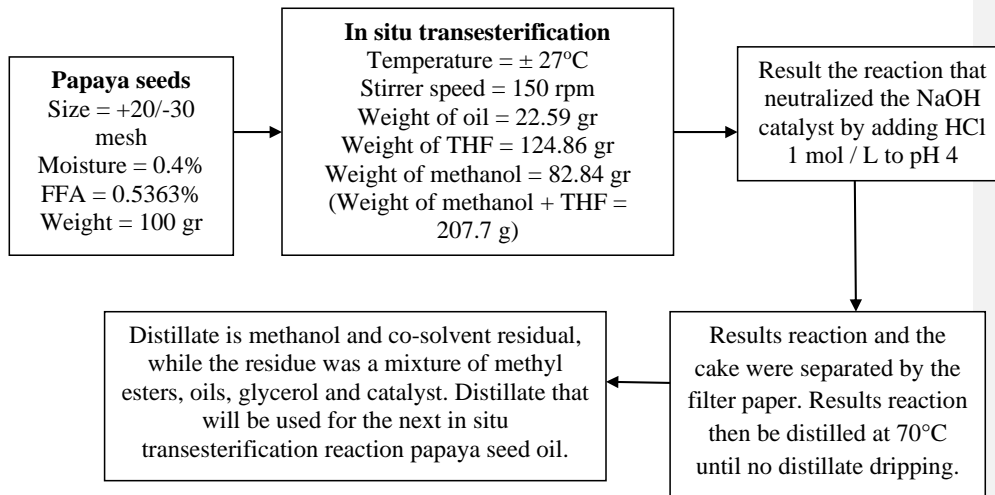 Papaya seeds
Size = +20/-30
mesh
Moisture = 0.4%
FFA = 0.5363%
Weight = 100 gr
In situ transesterification
Temperature = ± 27°C
Stirrer speed = 150 rpm
Weight of oil = 22.59 gr
Weight of THF = 124.86 gr
Weight of methanol = 82.84 gr
(Weight of methanol + THF =
207.7 g)
Result the reaction that
neutralized the NaOH
catalyst by adding HCl
1 mol / L to pH 4
Results reaction and the
cake were separated by the
filter paper. Results reaction
then be distilled at 70°C
until no distillate dripping.
Distillate is methanol and co-solvent residual,
while the residue was a mixture of methyl
esters, oils, glycerol and catalyst. Distillate that
will be used for the next in situ
transesterification reaction papaya seed oil.